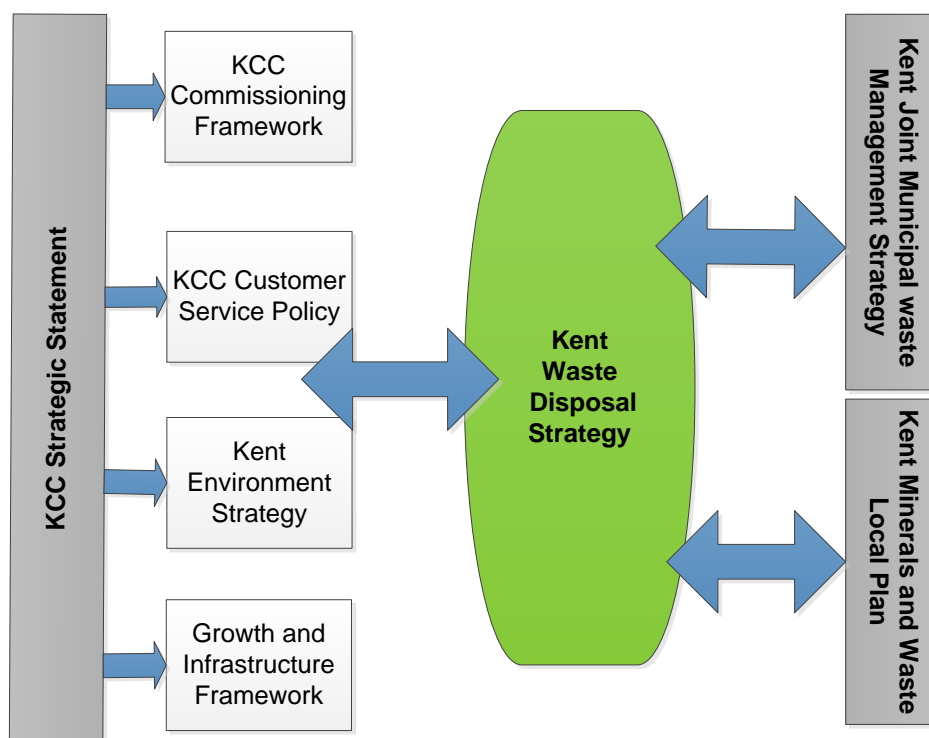 KCC Strategic Statement
KCC
Commissioning
Framework
KCC Customer
Service Policy
Kent
Environment
Strategy
Growth and
Infrastructure
Framework
Kent
Waste
Disposal
Strategy
Kent Joint Municipal waste
Management Strategy
Kent Minerals and Waste
Local Plan